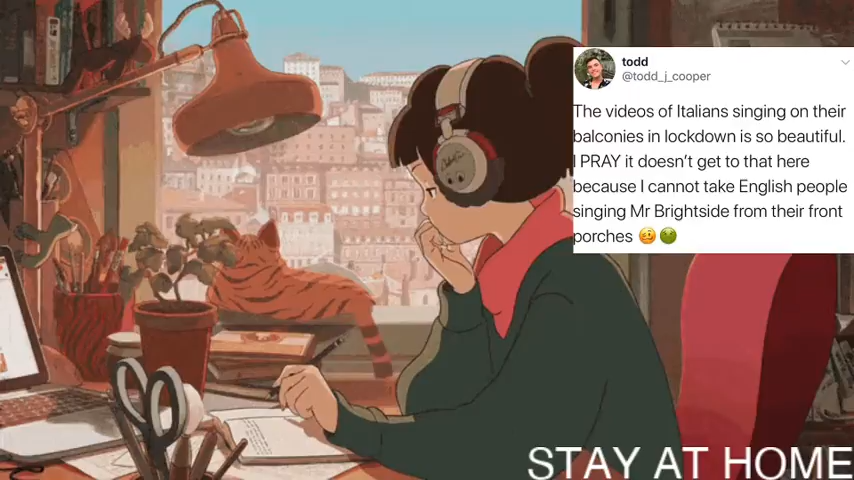 todd
@todd_j_cooper
The videos of Italians singing on their
balconies in lockdown is so beautiful.
I PRAY it doesn’t get to that here
because I cannot take English people
singing Mr Brightside from their front
porches 🥴🤢
STAY AT HOME